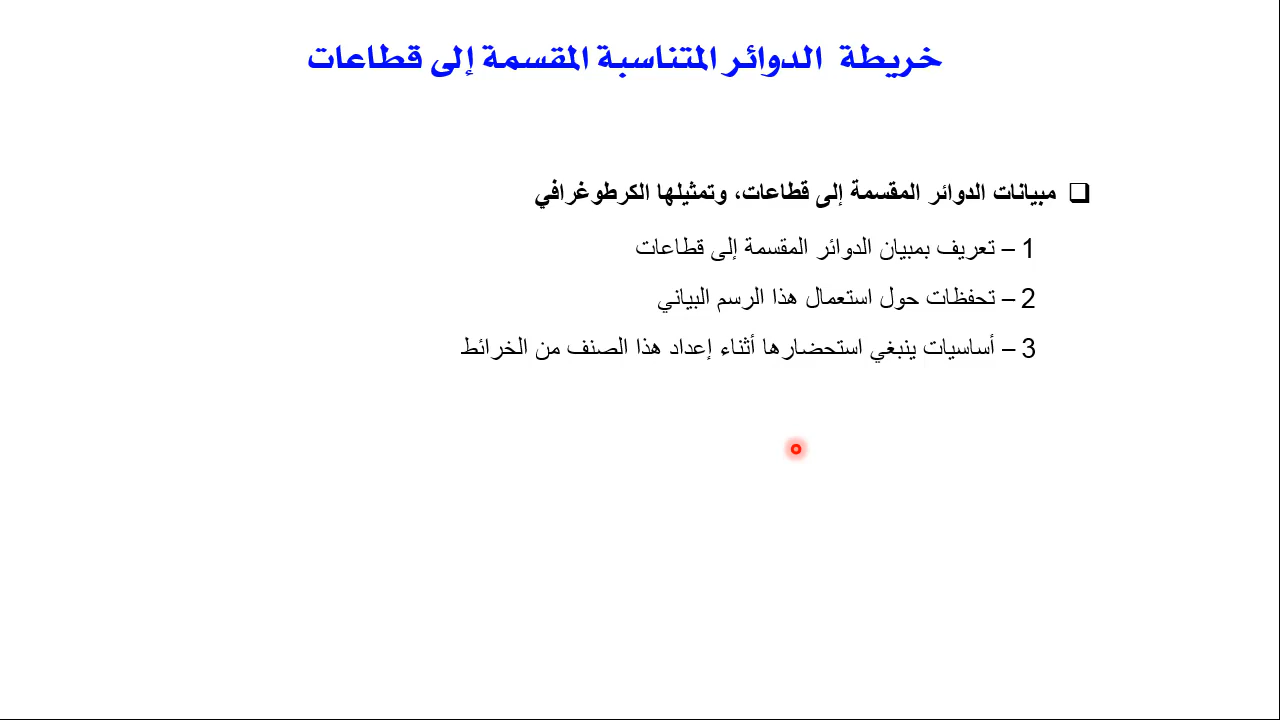 خريطة الدوائر المتناسبة المقسمة إلى قطاعات
❑ مبيانات الدوائر المقسمة إلى قطاعات، وتمثيلها الكرطوغرافي
1 – تعريف بمبيان الدوائر المقسمة إلى قطاعات
2 – تحفظات حول استعمال هذا الرسم البياني
3 – أساسيات ينبغي استحضارها أثناء إعداد هذا الصنف من الخرائط